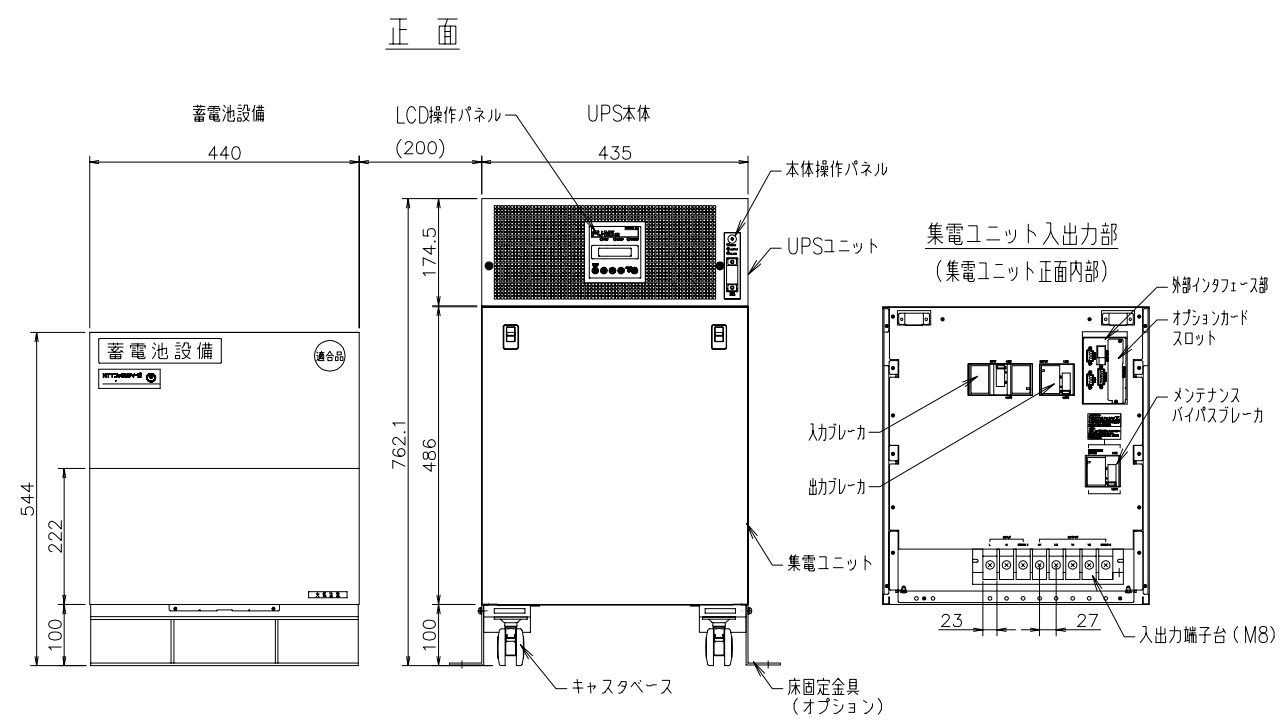 正 面
蓄電池設備
LCD操作パネル
UPS本体
440
(200)
435
本体操作パネル
UPSユニット
174.5
762.1
486
100
544
222
100
蓄電池設備
適合品
集電ユニット
キャスタベース
床固定金具
(オプション)
集電ユニット入出力部
(集電ユニット正面内部)
外部インタフェース部
オプションカード
スロット
メンテナンス
バイパスブレーカ
入力ブレーカ
出力ブレーカ
23
27
入出力端子台(M8)